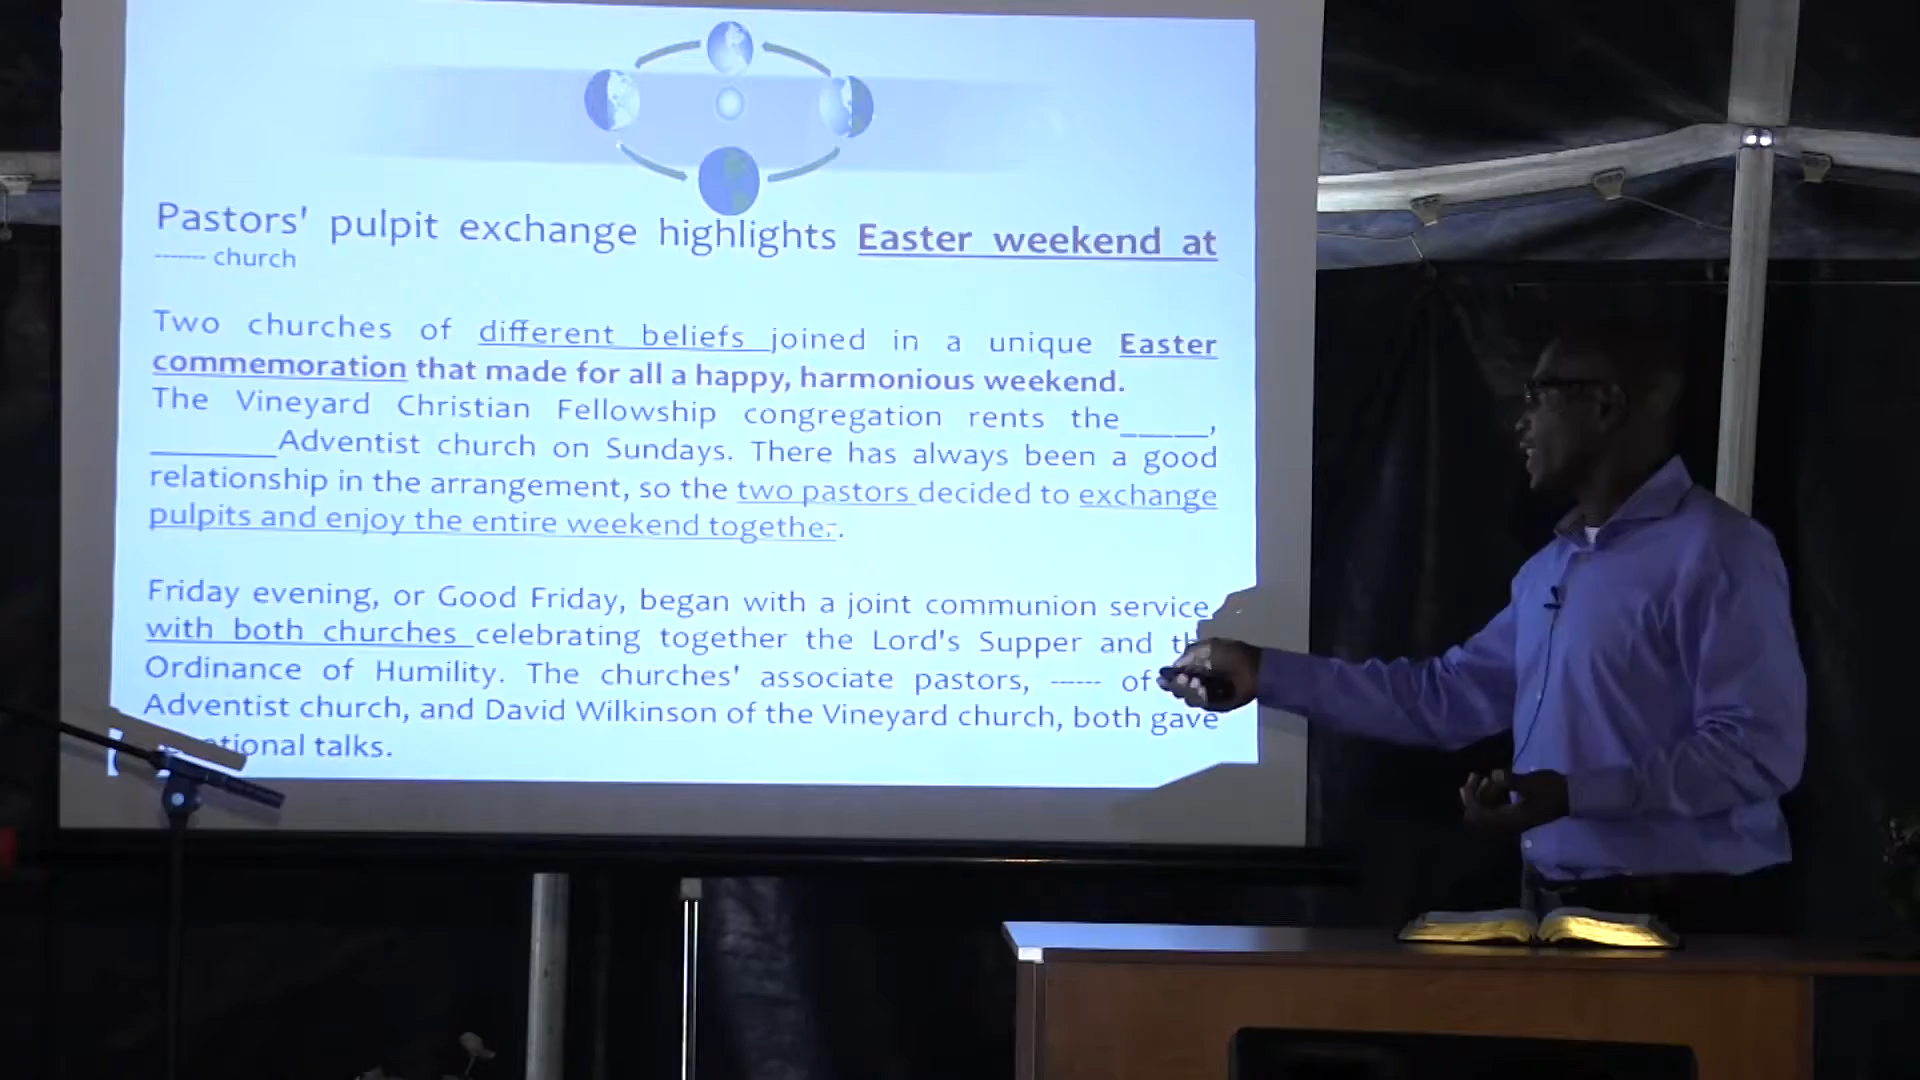 Pastors' pulpit exchange highlights Easter weekend at
------ church
Two churches of different beliefs joined in a unique Easter
commemoration that made for all a happy, harmonious weekend.
The Vineyard Christian Fellowship congregation rents the_____,
_______Adventist church on Sundays. There has always been a good
relationship in the arrangement, so the two pastors decided to exchange
pulpits and enjoy the entire weekend together.
Friday evening, or Good Friday, began with a joint communion service,
with both churches celebrating together the Lord's Supper and
Ordinance of Humility. The churches' associate pastors, ----- of
Adventist church, and David Wilkinson of the Vineyard church, both gave
talks.